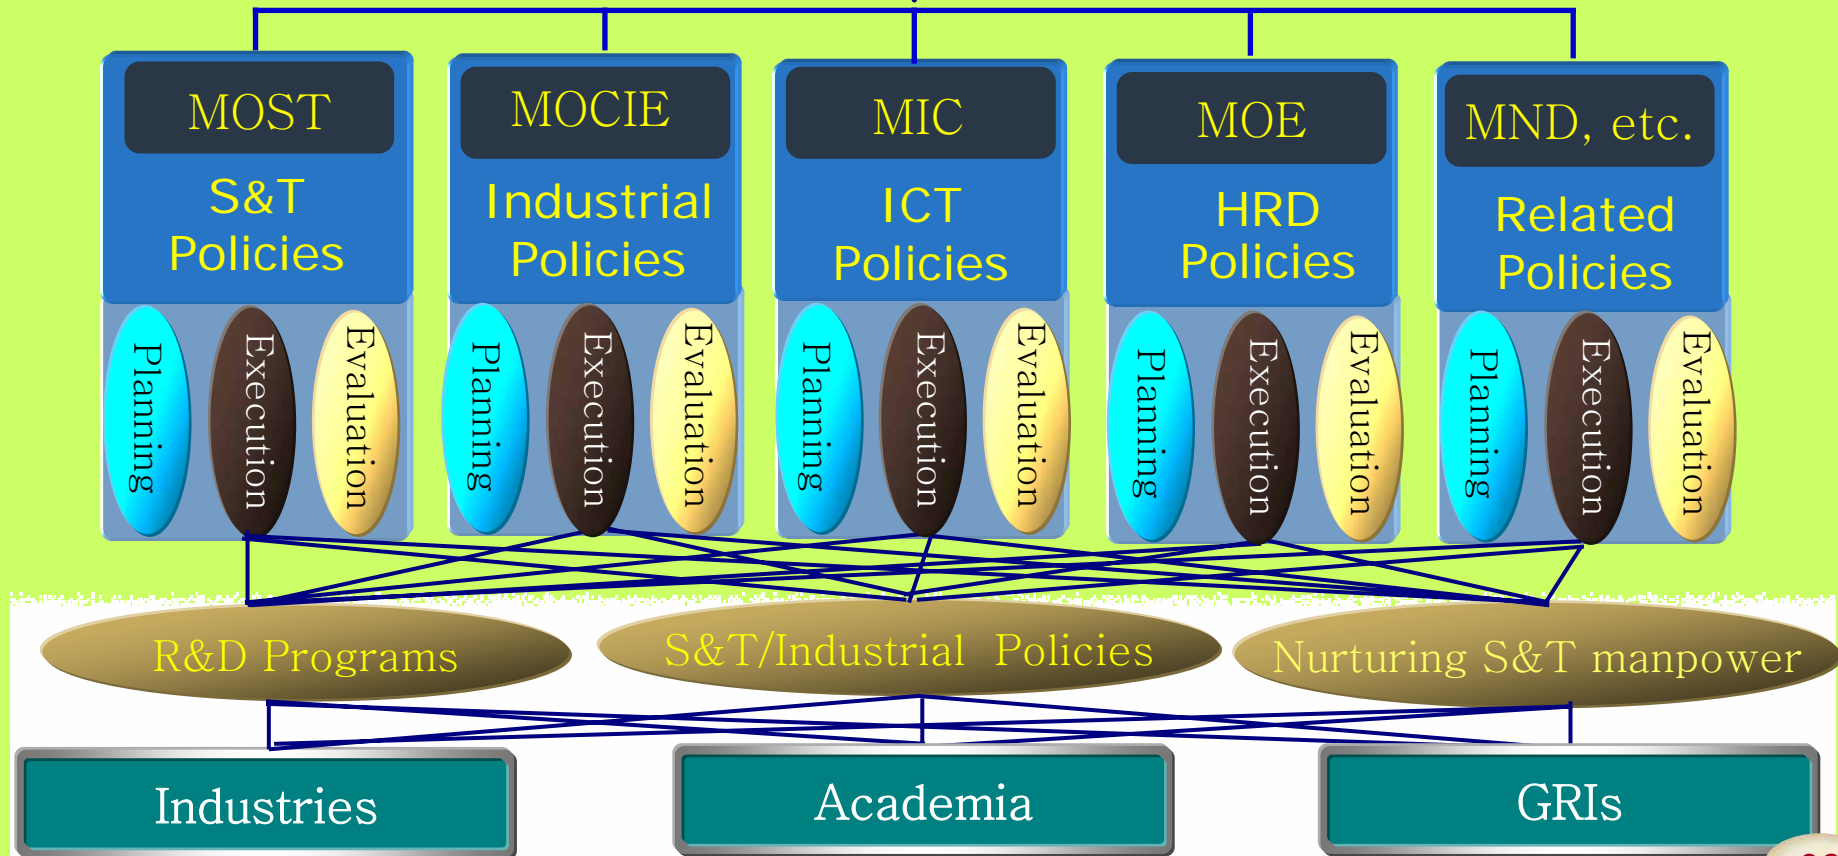 MOST
S&T
Policies
Planning
Execution
Evaluation
MOCIE
Industrial
Policies
Planning
Execution
Evaluation
MIC
ICT
Policies
Planning
Execution
Evaluation
MOE
HRD
Policies
Planning
Execution
Evaluation
MND, etc.
Related
Policies
Planning
Execution
Evaluation
R&D Programs
S&T/Industrial Policies
Nurturing S&T manpower
Industries
Academia
GRIs